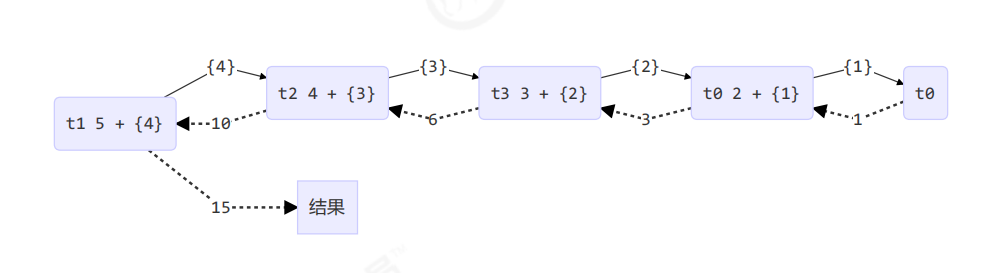 {4}
{3}
{2}
{1}
t1 5 + {4}
t2 4 + {3}
t3 3 + {2}
t0 2 + {1}
t0
10
6
3
1
15
结果